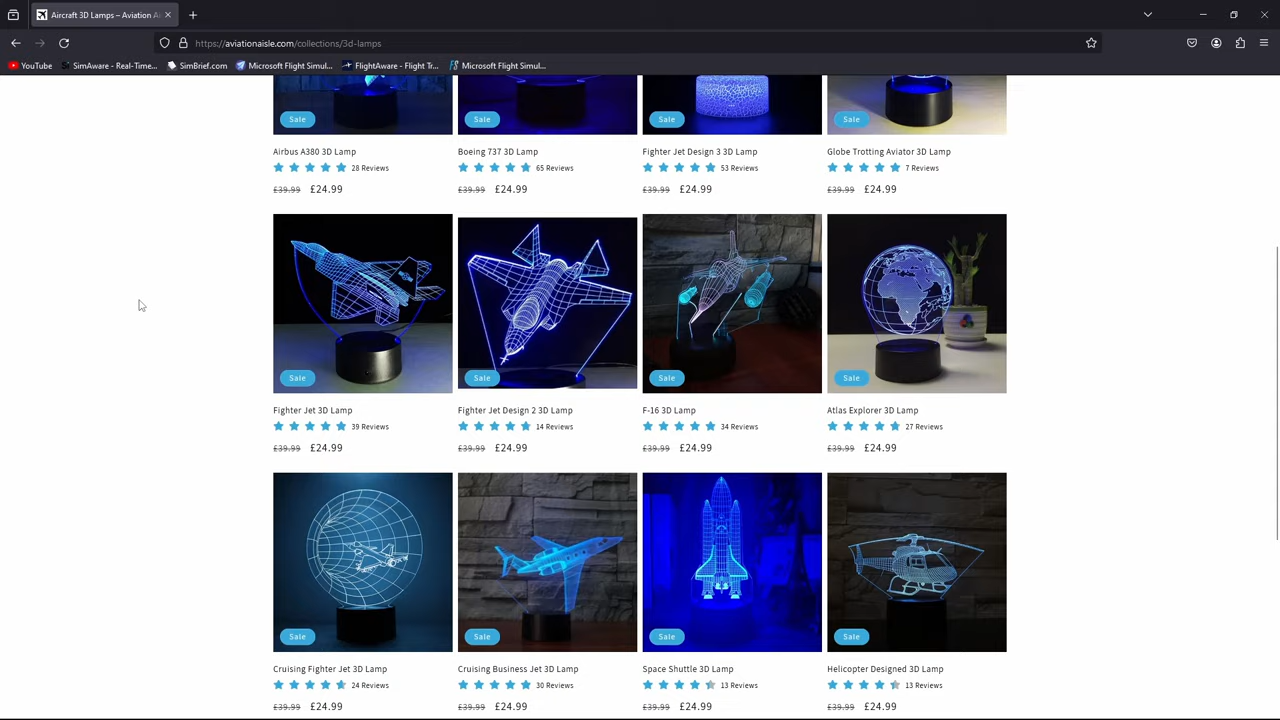 Aircraft 3D Lamps – Aviation A
https://aviationaisle.com/collections/3d-lamps
YouTube SimAware - Real-Time... SimBrief.com Microsoft Flight Simul... FlightAware - Flight Tr... Microsoft Flight Simul...
Sale Sale Sale Sale
Airbus A380 3D Lamp Boeing 737 3D Lamp Fighter Jet Design 3 3D Lamp Globe Trotting Aviator 3D Lamp
28 Reviews 65 Reviews 53 Reviews 7 Reviews
£39.99 £24.99 £39.99 £24.99 £39.99 £24.99 £39.99 £24.99
Sale Sale Sale Sale
Fighter Jet 3D Lamp Fighter Jet Design 2 3D Lamp F-16 3D Lamp Atlas Explorer 3D Lamp
39 Reviews 14 Reviews 34 Reviews 27 Reviews
£39.99 £24.99 £39.99 £24.99 £39.99 £24.99 £39.99 £24.99
Sale Sale Sale Sale
Cruising Fighter Jet 3D Lamp Cruising Business Jet 3D Lamp Space Shuttle 3D Lamp Helicopter Designed 3D Lamp
24 Reviews 30 Reviews 13 Reviews 13 Reviews
£39.99 £24.99 £39.99 £24.99 £39.99 £24.99 £39.99 £24.99